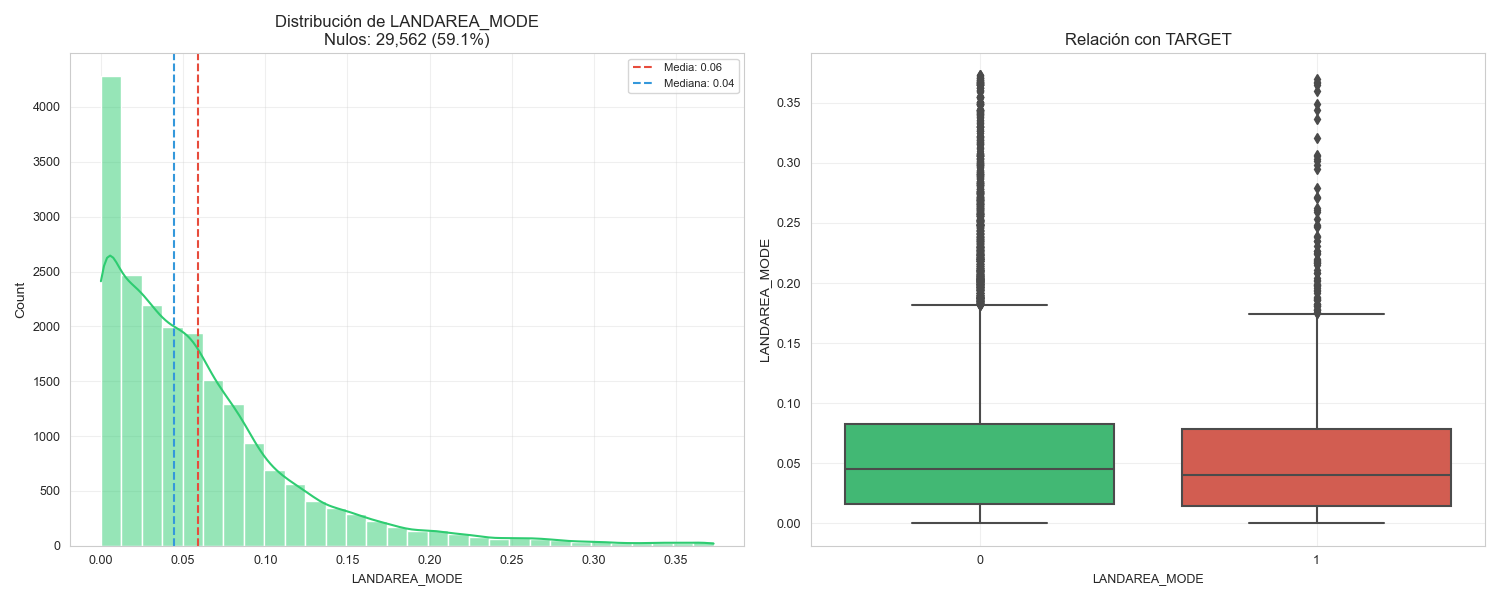 Distribución de LANDAREA_MODE
Nulos: 29,562 (59.1%)
Media: 0.06
Mediana: 0.04
Count
4000
3500
3000
2500
2000
1500
1000
500
0
0.00 0.05 0.10 0.15 0.20 0.25 0.30 0.35
LANDAREA_MODE
Relación con TARGET
LANDAREA_MODE
0.35
0.30
0.25
0.20
0.15
0.10
0.05
0.00
0 1
LANDAREA_MODE